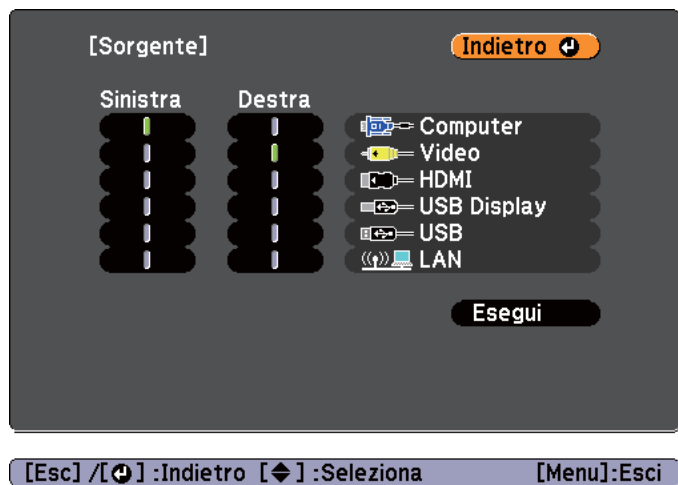 [Sorgente]
Indietro
Sinistra Destra
Computer
Video
HDMI
USB Display
USB
LAN
Esegui
[Esc] /[ ] :Indietro [ ] :Seleziona [Menu]:Esci